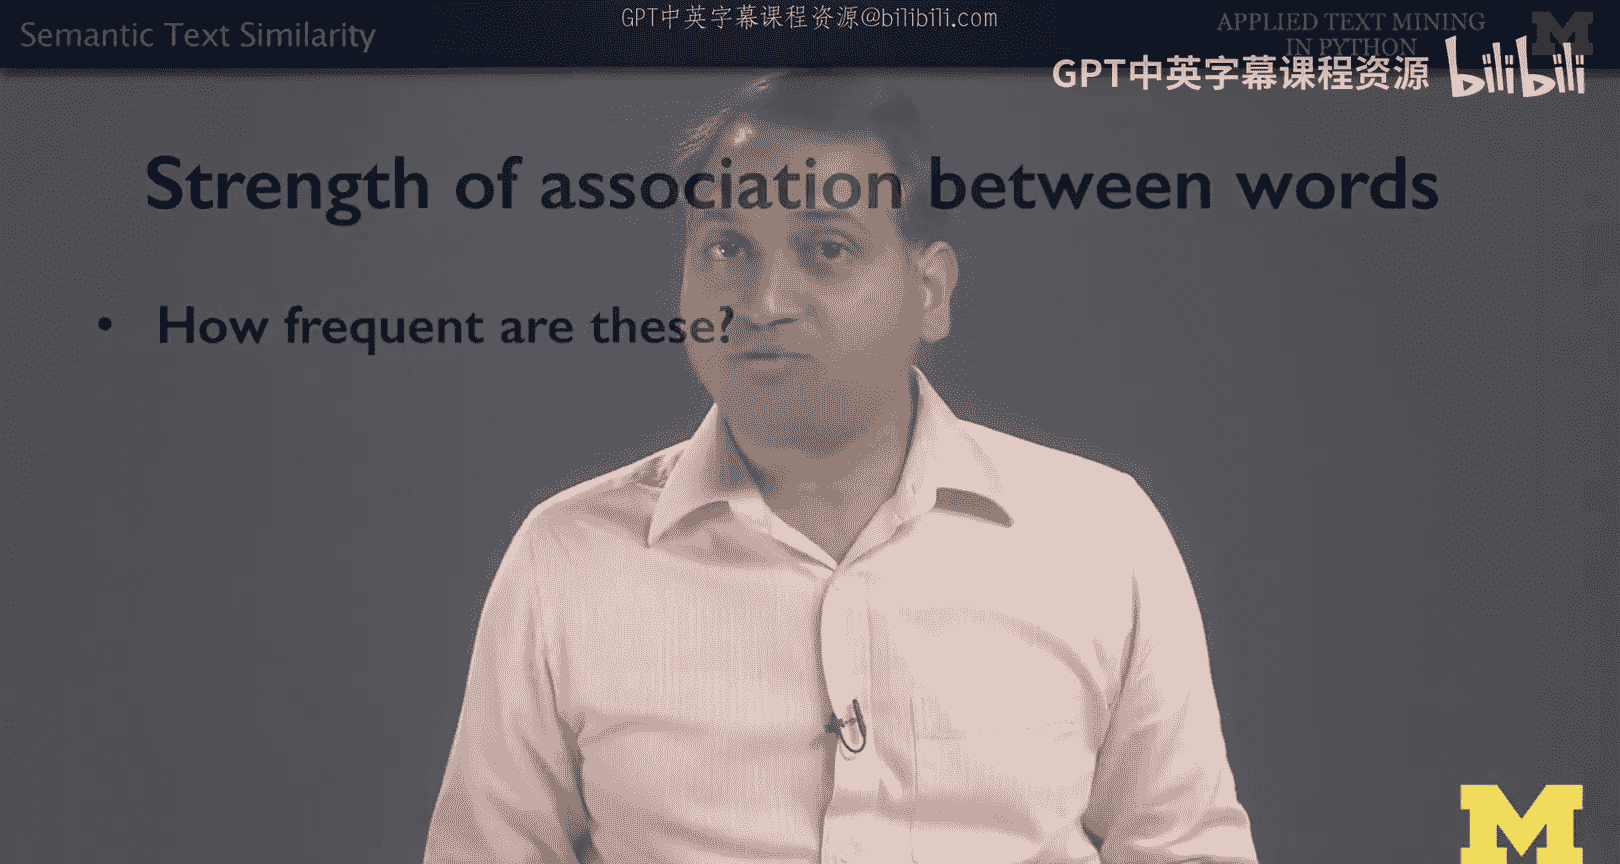 Semantic Text Similarity
GPT中英字幕课程资源@bilibili.com
APPLIED TEXT MINING
IN PYTHON
M
GPT中英字幕课程资源 bilibili
Strength of association between words
• How frequent are these?
M